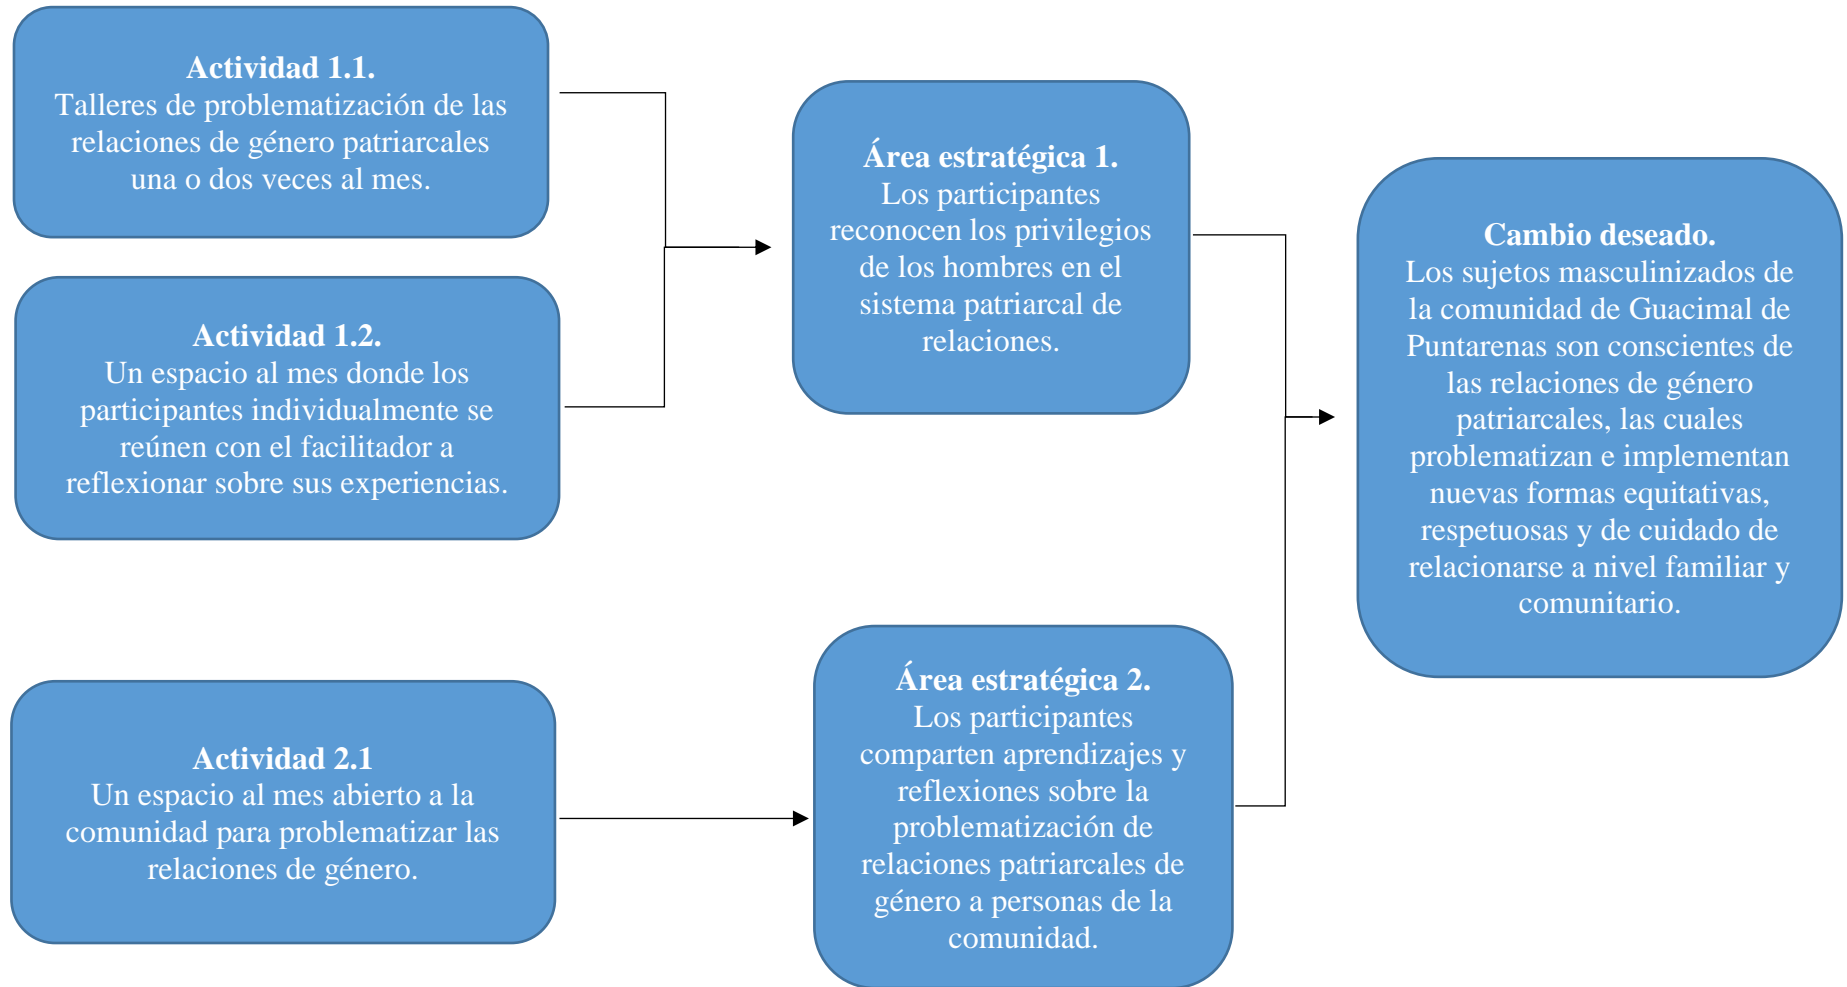 Actividad 1.1.
Talleres de problematización de las
relaciones de género patriarcales
una o dos veces al mes.
Actividad 1.2.
Un espacio al mes donde los
participantes individualmente se
reúnen con el facilitador a
reflexionar sobre sus experiencias.
Actividad 2.1
Un espacio al mes abierto a la
comunidad para problematizar las
relaciones de género.
Área estratégica 1.
Los participantes
reconocen los privilegios
de los hombres en el
sistema patriarcal de
relaciones.
Área estratégica 2.
Los participantes
comparten aprendizajes y
reflexiones sobre la
problematización de
relaciones patriarcales de
género a personas de la
comunidad.
Cambio deseado.
Los sujetos masculinizados de
la comunidad de Guacimal de
Puntarenas son conscientes de
las relaciones de género
patriarcales, las cuales
problematizan e implementan
nuevas formas equitativas,
respetuosas y de cuidado de
relacionarse a nivel familiar y
comunitario.